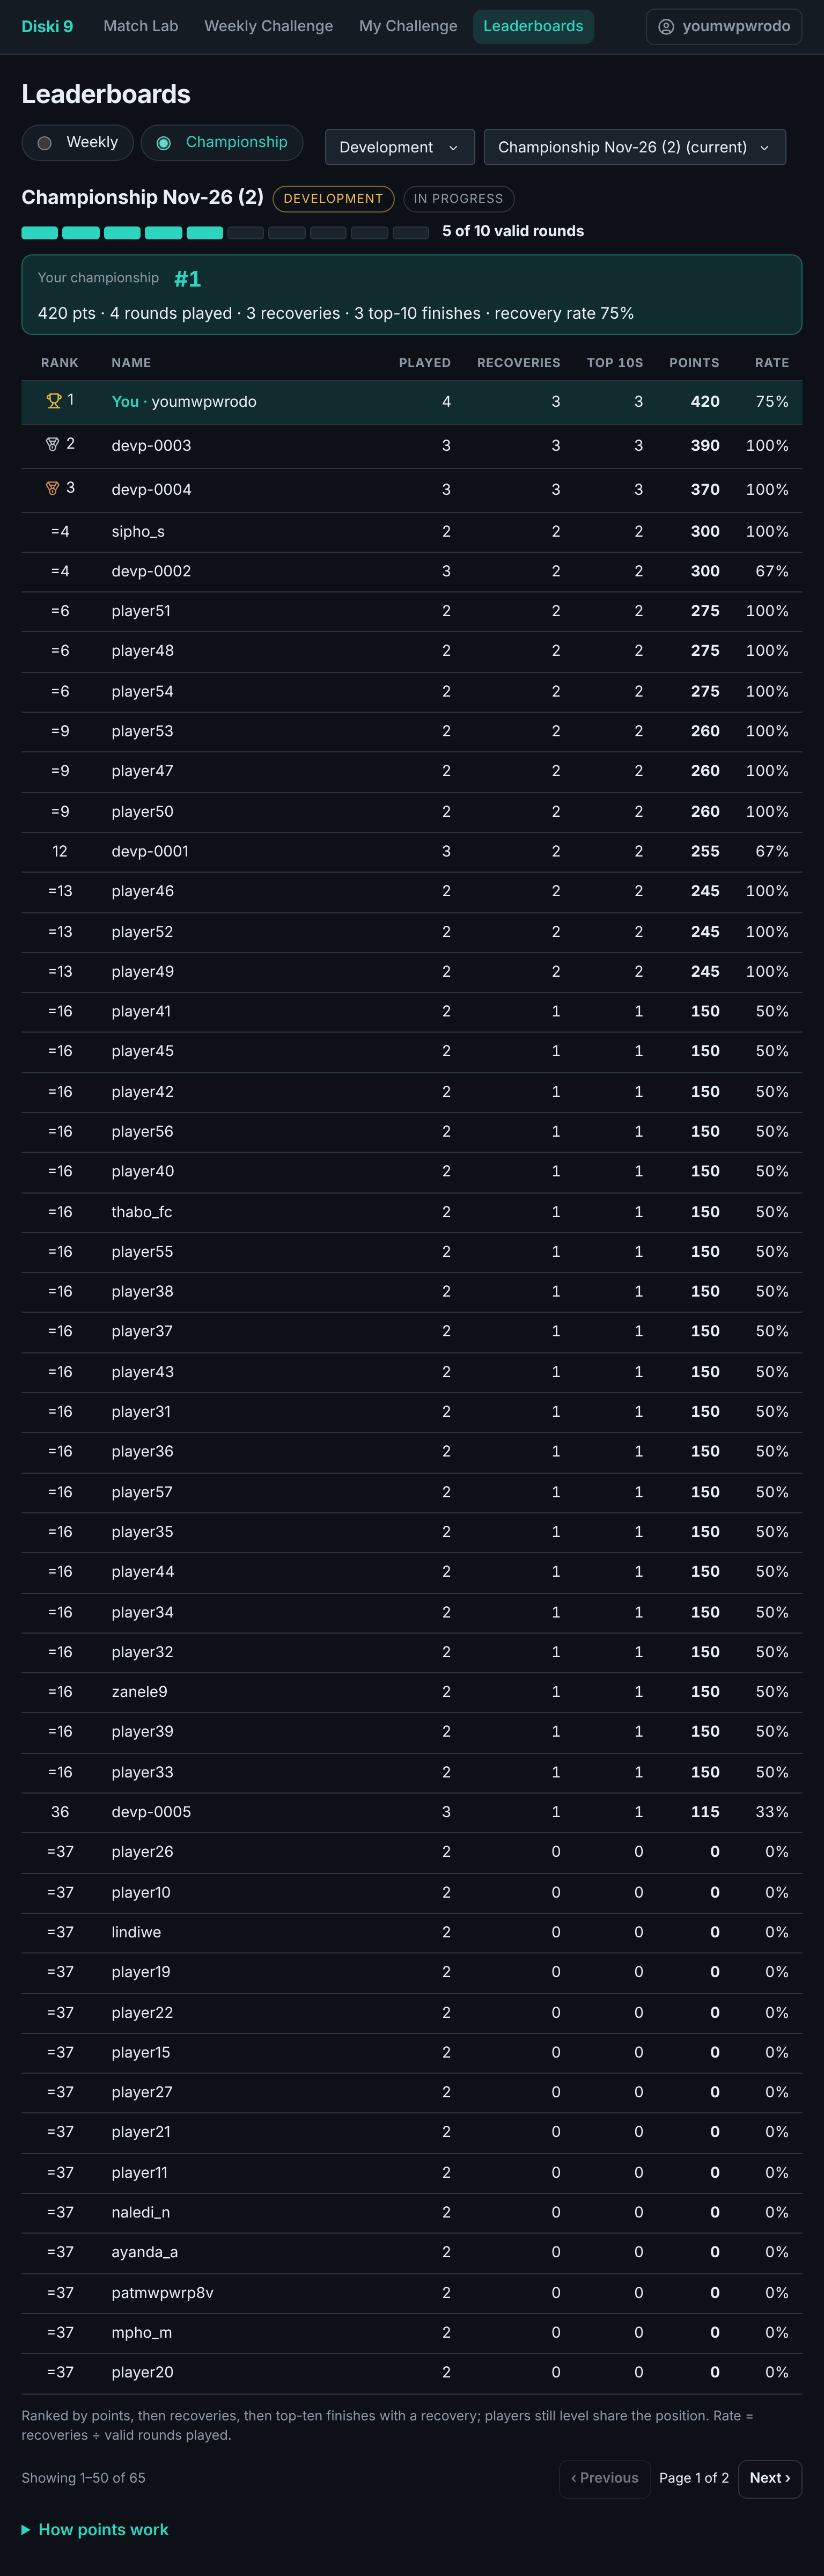 Diski 9 Match Lab Weekly Challenge My Challenge Leaderboards youmwpwrodo
Leaderboards
Weekly Championship Development Championship Nov-26 (2) (current)
Championship Nov-26 (2) DEVELOPMENT IN PROGRESS
5 of 10 valid rounds
Your championship #1
420 pts · 4 rounds played · 3 recoveries · 3 top-10 finishes · recovery rate 75%
RANK NAME PLAYED RECOVERIES TOP 10S POINTS RATE
1 You · youmwpwrodo 4 3 3 420 75%
2 devp-0003 3 3 3 390 100%
3 devp-0004 3 3 3 370 100%
=4 sipho_s 2 2 2 300 100%
=4 devp-0002 3 2 2 300 67%
=6 player51 2 2 2 275 100%
=6 player48 2 2 2 275 100%
=6 player54 2 2 2 275 100%
=9 player53 2 2 2 260 100%
=9 player47 2 2 2 260 100%
=9 player50 2 2 2 260 100%
12 devp-0001 3 2 2 255 67%
=13 player46 2 2 2 245 100%
=13 player52 2 2 2 245 100%
=13 player49 2 2 2 245 100%
=16 player41 2 1 1 150 50%
=16 player45 2 1 1 150 50%
=16 player42 2 1 1 150 50%
=16 player56 2 1 1 150 50%
=16 player40 2 1 1 150 50%
=16 thabo_fc 2 1 1 150 50%
=16 player55 2 1 1 150 50%
=16 player38 2 1 1 150 50%
=16 player37 2 1 1 150 50%
=16 player43 2 1 1 150 50%
=16 player31 2 1 1 150 50%
=16 player36 2 1 1 150 50%
=16 player57 2 1 1 150 50%
=16 player35 2 1 1 150 50%
=16 player44 2 1 1 150 50%
=16 player34 2 1 1 150 50%
=16 player32 2 1 1 150 50%
=16 zanele9 2 1 1 150 50%
=16 player39 2 1 1 150 50%
=16 player33 2 1 1 150 50%
36 devp-0005 3 1 1 115 33%
=37 player26 2 0 0 0 0%
=37 player10 2 0 0 0 0%
=37 lindiwe 2 0 0 0 0%
=37 player19 2 0 0 0 0%
=37 player22 2 0 0 0 0%
=37 player15 2 0 0 0 0%
=37 player27 2 0 0 0 0%
=37 player21 2 0 0 0 0%
=37 player11 2 0 0 0 0%
=37 naledi_n 2 0 0 0 0%
=37 ayanda_a 2 0 0 0 0%
=37 patmwpwrp8v 2 0 0 0 0%
=37 mpho_m 2 0 0 0 0%
=37 player20 2 0 0 0 0%
Ranked by points, then recoveries, then top-ten finishes with a recovery; players still level share the position. Rate =
recoveries ÷ valid rounds played.
Showing 1–50 of 65 ‹ Previous Page 1 of 2 Next ›
How points work